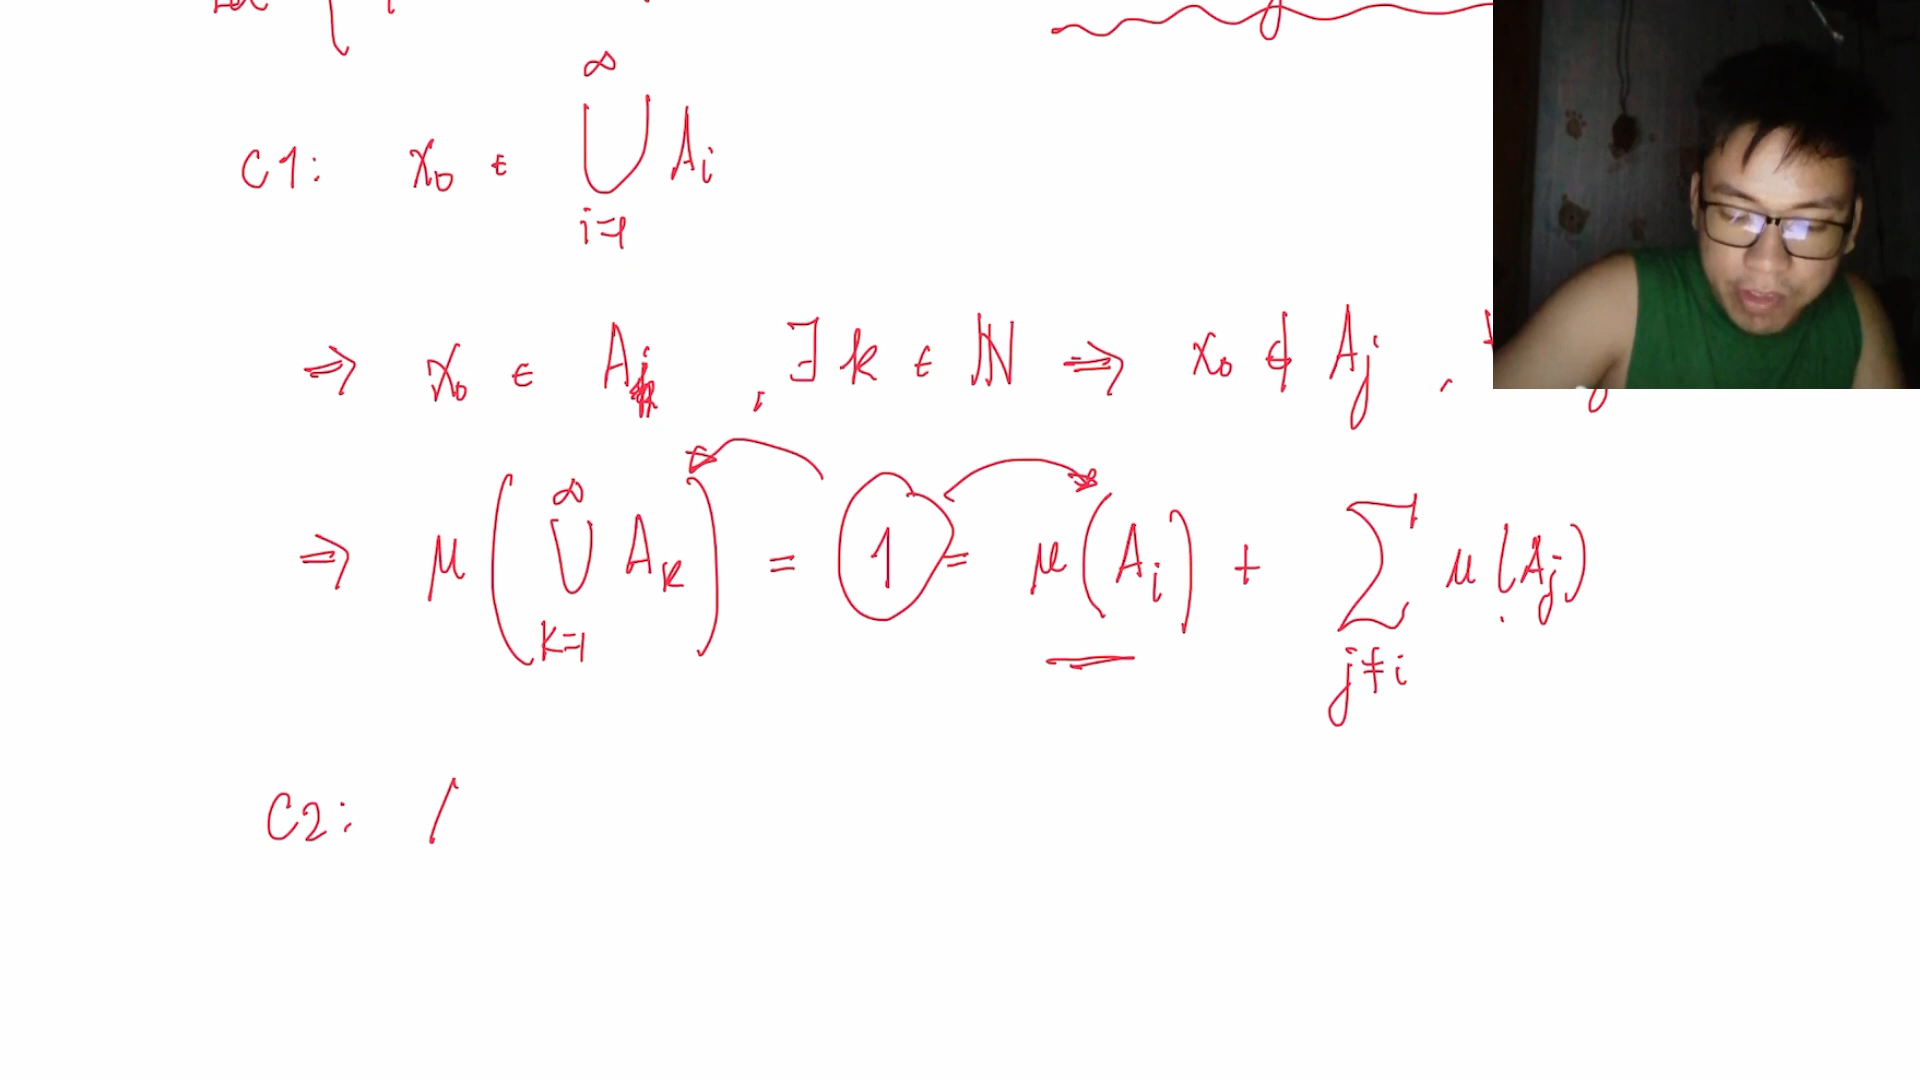 ∞
C1: x₀ ∈ ⋃ Aᵢ
i=1
⇒ x₀ ∈ Aᵢ , ∃ k ∈ ℕ ⇒ x₀ ∉ Aⱼ ,
⇒ μ ( ⋃ Aₖ ) = 1 = μ(Aᵢ) + ∑ μ(Aⱼ)
∞
k=1
j≠i
C2: /